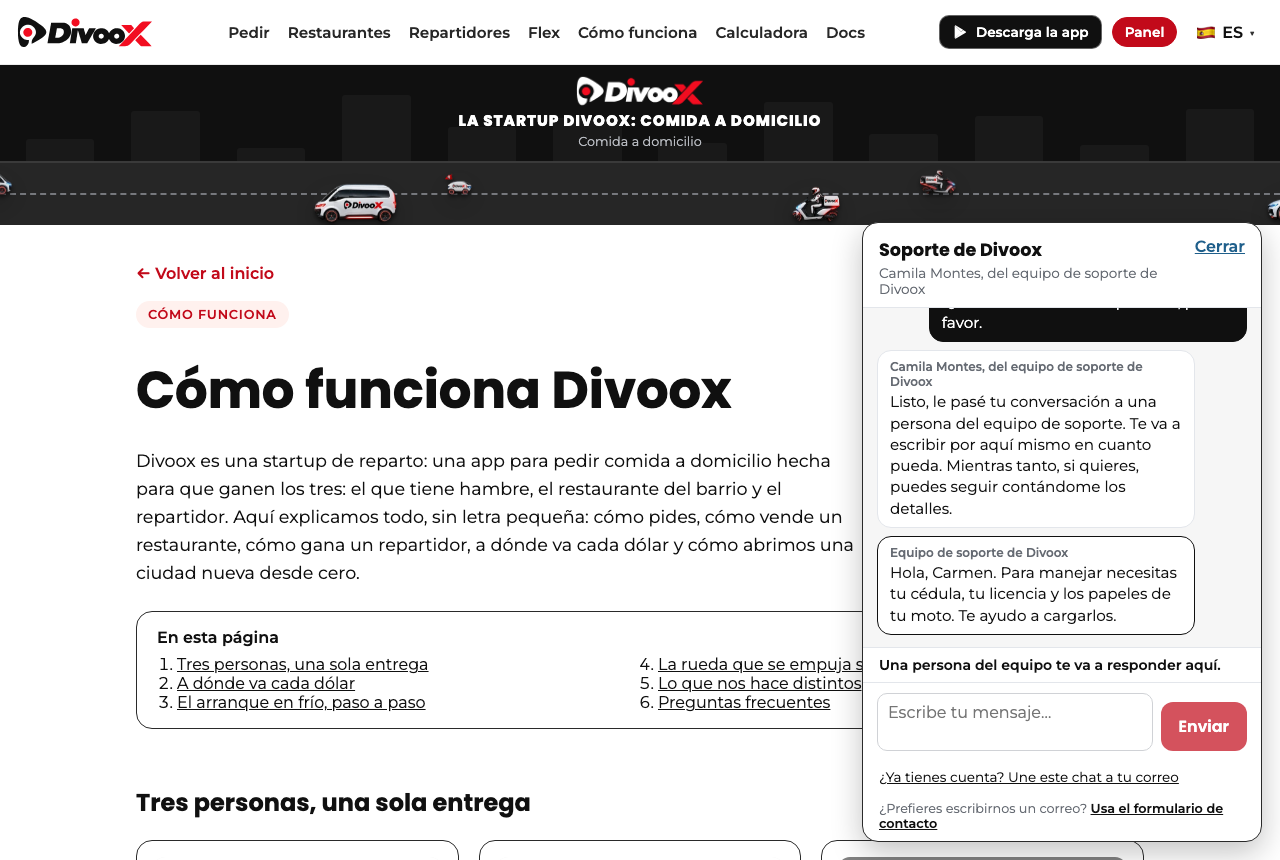 DivooX
Pedir
Restaurantes
Repartidores
Flex
Cómo funciona
Calculadora
Docs
Descarga la app
Panel
ES
DivooX
LA STARTUP DIVOOX: COMIDA A DOMICILIO
Comida a domicilio
DivooX
← Volver al inicio
CÓMO FUNCIONA
Cómo funciona Divoox
Divoox es una startup de reparto: una app para pedir comida a domicilio hecha
para que ganen los tres: el que tiene hambre, el restaurante del barrio y el
repartidor. Aquí explicamos todo, sin letra pequeña: cómo pides, cómo vende un
restaurante, cómo gana un repartidor, a dónde va cada dólar y cómo abrimos una
ciudad nueva desde cero.
En esta página
1. Tres personas, una sola entrega
2. A dónde va cada dólar
3. El arranque en frío, paso a paso
4. La rueda que se empuja s
5. Lo que nos hace distintos
6. Preguntas frecuentes
Tres personas, una sola entrega
Soporte de Divoox
Cerrar
Camila Montes, del equipo de soporte de
Divoox
favor.
Camila Montes, del equipo de soporte de
Divoox
Listo, le pasé tu conversación a una
persona del equipo de soporte. Te va a
escribir por aquí mismo en cuanto
pueda. Mientras tanto, si quieres,
puedes seguir contándome los
detalles.
Equipo de soporte de Divoox
Hola, Carmen. Para manejar necesitas
tu cédula, tu licencia y los papeles de
tu moto. Te ayudo a cargarlos.
Una persona del equipo te va a responder aquí.
Escribe tu mensaje...
Enviar
¿Ya tienes cuenta? Une este chat a tu correo
¿Prefieres escribirnos un correo? Usa el formulario de
contacto